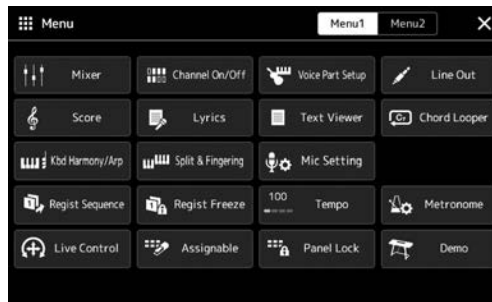 Menu Menu1 Menu2
Mixer Channel On/Off Voice Part Setup Line Out
Score Lyrics Text Viewer Chord Looper
Kbd Harmony/Arp Split & Fingering Mic Setting
Regist Sequence Regist Freeze 100 Tempo Metronome
Live Control Assignable Panel Lock Demo